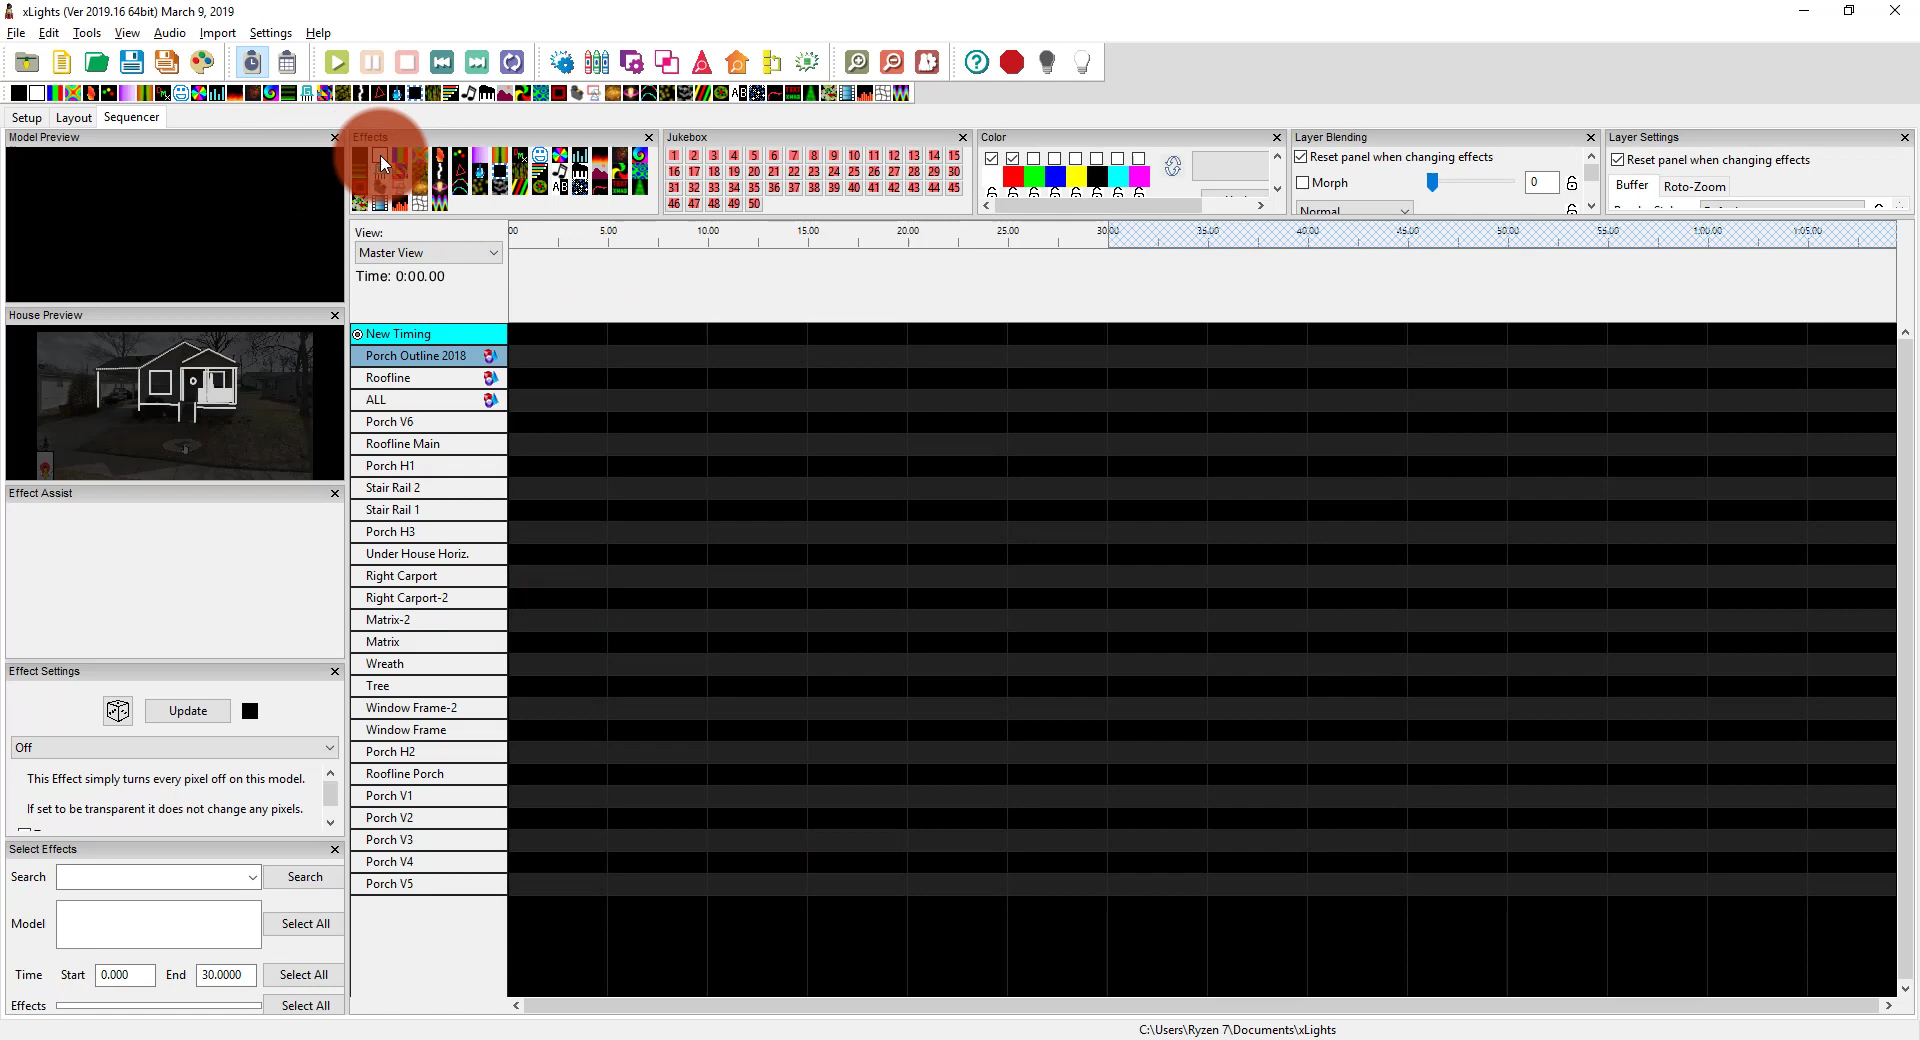 xLights (Ver 2019.16 64bit) March 9, 2019
File Edit Tools View Audio Import Settings Help
Setup Layout Sequencer
Model Preview
Effects
Jukebox
Color
Layer Blending
Layer Settings
1 2 3 4 5 6 7 8 9 10 11 12 13 14 15
16 17 18 19 20 21 22 23 24 25 26 27 28 29 30
31 32 33 34 35 36 37 38 39 40 41 42 43 44 45
46 47 48 49 50
Reset panel when changing effects
Morph 0
Normal
Reset panel when changing effects
Buffer Roto-Zoom
View:
Master View
Time: 0:00.00
00 5.00 10.00 15.00 20.00 25.00 30.00 35.00 40.00 45.00 50.00 55.00 1:00.00 1:05.00
House Preview
New Timing
Porch Outline 2018
Roofline
ALL
Porch V6
Roofline Main
Porch H1
Stair Rail 2
Stair Rail 1
Porch H3
Under House Horiz.
Right Carport
Right Carport-2
Matrix-2
Matrix
Wreath
Tree
Window Frame-2
Window Frame
Porch H2
Roofline Porch
Porch V1
Porch V2
Porch V3
Porch V4
Porch V5
Effect Assist
Effect Settings
Update
Off
This Effect simply turns every pixel off on this model.
If set to be transparent it does not change any pixels.
Select Effects
Search Search
Model Select All
Time Start 0.000 End 30.0000 Select All
Effects Select All
C:\Users\Ryzen 7\Documents\xLights